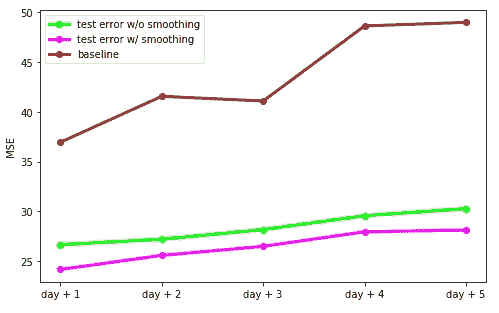 test error w/o smoothing
test error w/ smoothing
baseline
MSE
50
45
40
35
30
25
day + 1
day + 2
day + 3
day + 4
day + 5